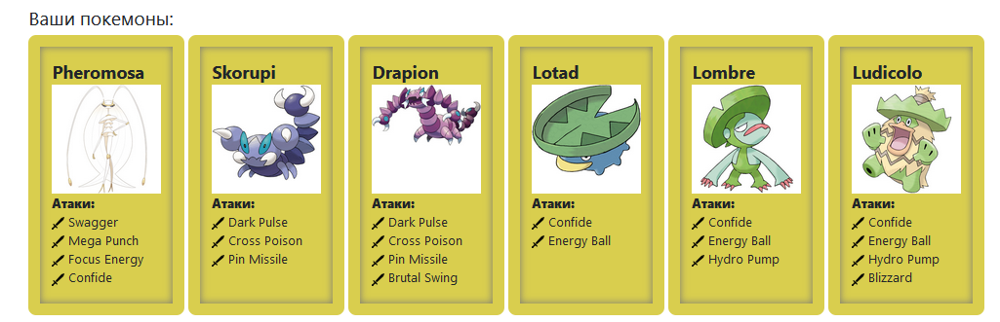 Ваши покемоны:
Pheromosa
Атаки:
Swagger
Mega Punch
Focus Energy
Confide
Skorupi
Атаки:
Dark Pulse
Cross Poison
Pin Missile
Drapion
Атаки:
Dark Pulse
Cross Poison
Pin Missile
Brutal Swing
Lotad
Атаки:
Confide
Energy Ball
Lombre
Атаки:
Confide
Energy Ball
Hydro Pump
Ludicolo
Атаки:
Confide
Energy Ball
Hydro Pump
Blizzard